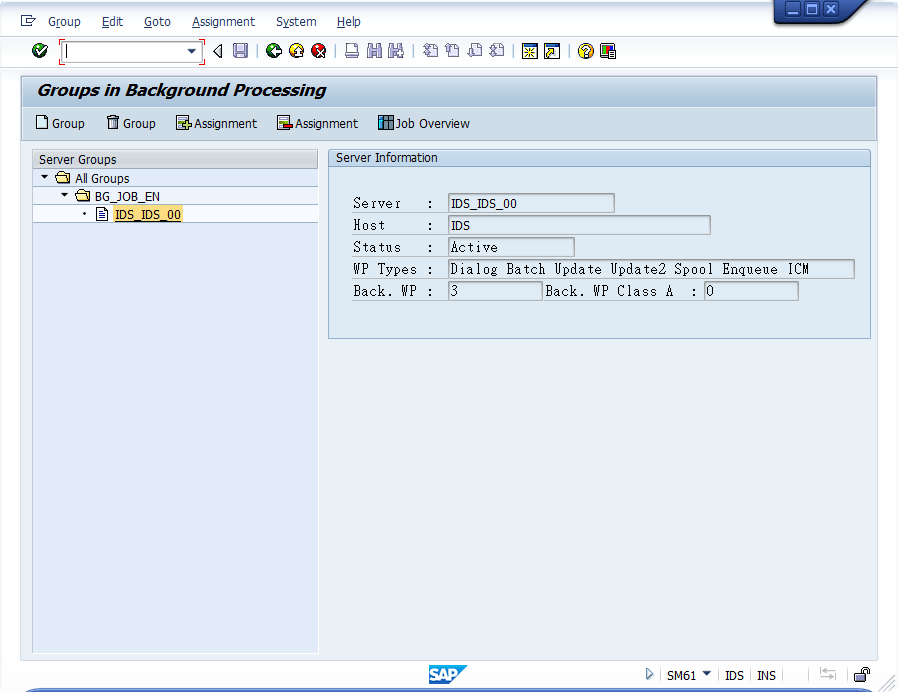 Group Edit Goto Assignment System Help
Groups in Background Processing
Group Group Assignment Assignment Job Overview
Server Groups
All Groups
BG_JOB_EN
IDS_IDS_00
Server Information
Server : IDS_IDS_00
Host : IDS
Status : Active
WP Types : Dialog Batch Update Update2 Spool Enqueue ICM
Back. WP : 3 Back. WP Class A : 0
SAP SM61 IDS INS